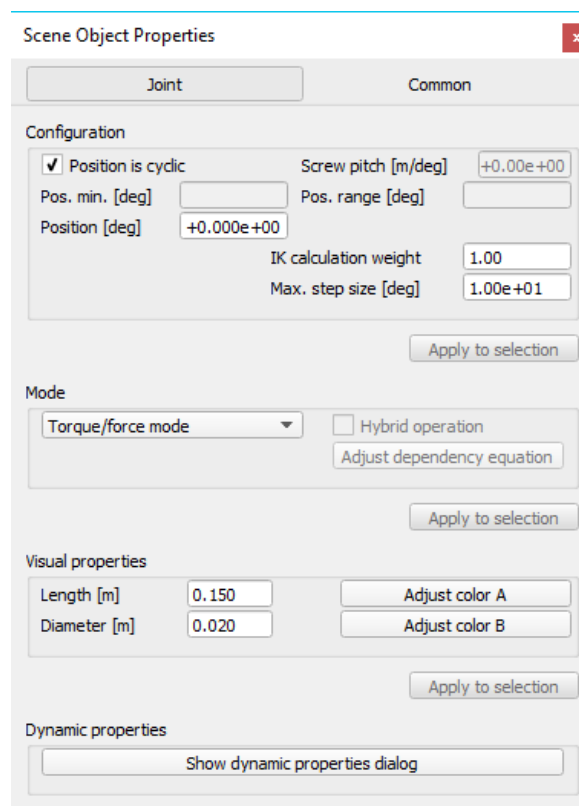 Scene Object Properties
x
Joint Common
Configuration
Position is cyclic Screw pitch [m/deg] +0.00e+00
Pos. min. [deg] Pos. range [deg]
Position [deg] +0.000e+00
IK calculation weight 1.00
Max. step size [deg] 1.00e+01
Apply to selection
Mode
Torque/force mode Hybrid operation
Adjust dependency equation
Apply to selection
Visual properties
Length [m] 0.150 Adjust color A
Diameter [m] 0.020 Adjust color B
Apply to selection
Dynamic properties
Show dynamic properties dialog